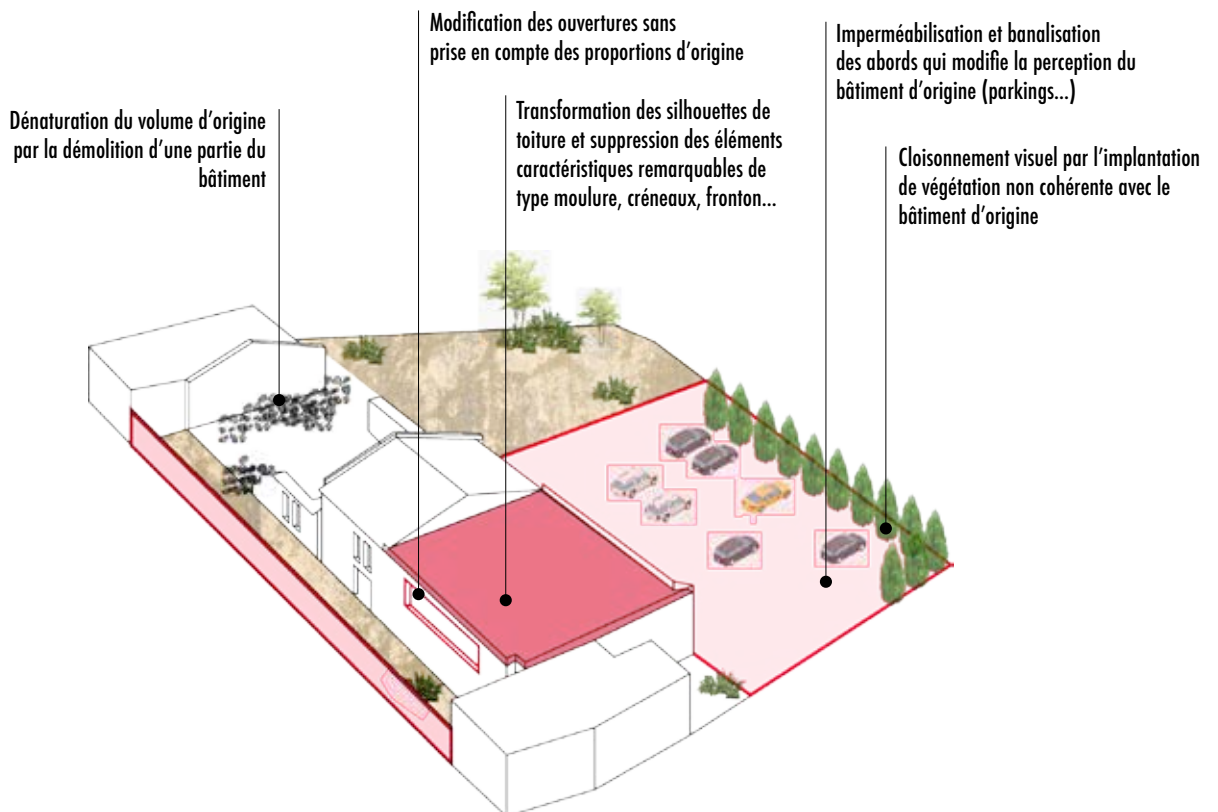 Modification des ouvertures sans
prise en compte des proportions d’origine
Imperméabilisation et banalisation
des abords qui modifie la perception du
bâtiment d’origine (parkings...)
Dénaturation du volume d’origine
par la démolition d’une partie du
bâtiment
Transformation des silhouettes de
toiture et suppression des éléments
caractéristiques remarquables de
type moulure, créneaux, fronton...
Cloisonnement visuel par l’implantation
de végétation non cohérente avec le
bâtiment d’origine